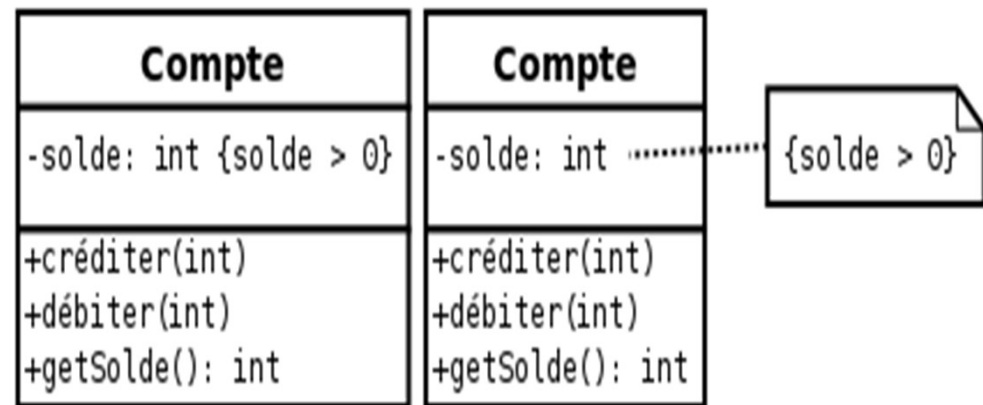 Compte
-solde: int {solde > 0}
+créditer(int)
+débiter(int)
+getSolde(): int
Compte
-solde: int
+créditer(int)
+débiter(int)
+getSolde(): int
{solde > 0}